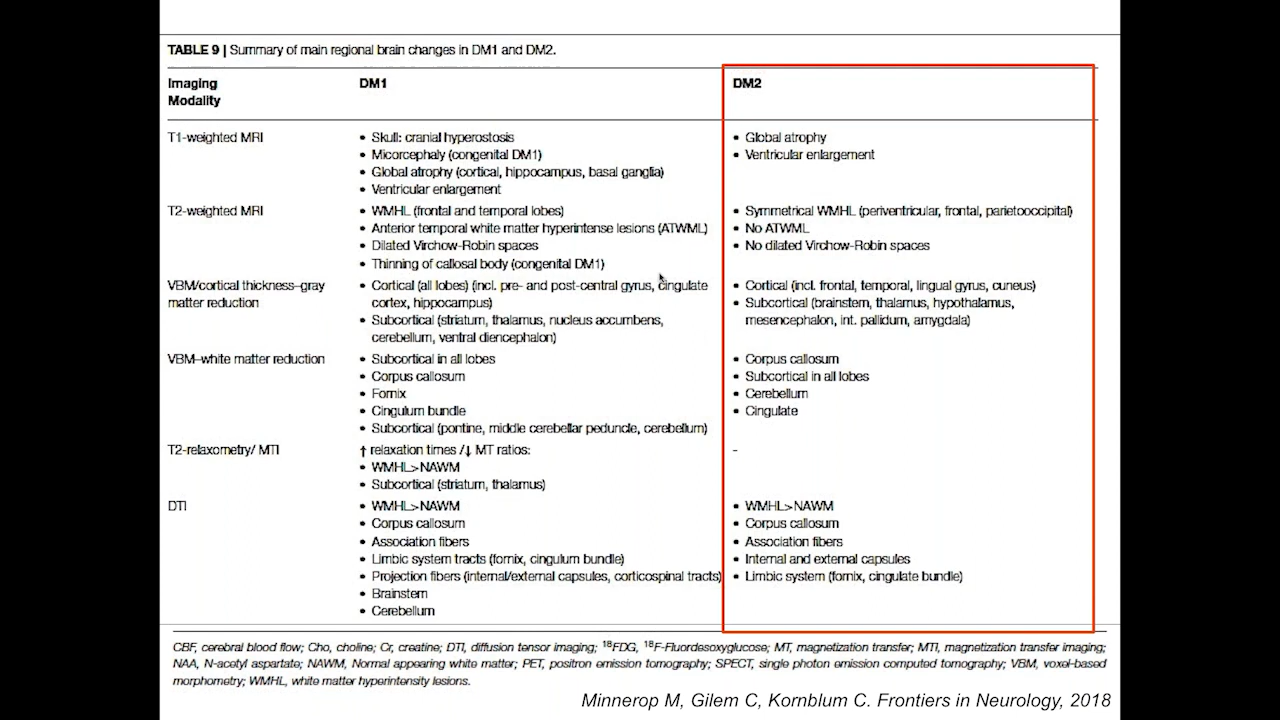 TABLE 9 | Summary of main regional brain changes in DM1 and DM2.
Imaging Modality DM1 DM2
T1-weighted MRI
• Skull: cranial hyperostosis
• Micorcephaly (congenital DM1)
• Global atrophy (cortical, hippocampus, basal ganglia)
• Ventricular enlargement
• Global atrophy
• Ventricular enlargement
T2-weighted MRI
• WMHL (frontal and temporal lobes)
• Anterior temporal white matter hyperintense lesions (ATWML)
• Dilated Virchow-Robin spaces
• Thinning of callosal body (congenital DM1)
• Symmetrical WMHL (periventricular, frontal, parietooccipital)
• No ATWML
• No dilated Virchow-Robin spaces
VBM/cortical thickness–gray
matter reduction
• Cortical (all lobes) (incl. pre- and post-central gyrus, cingulate
cortex, hippocampus)
• Subcortical (striatum, thalamus, nucleus accumbens,
cerebellum, ventral diencephalon)
• Cortical (incl. frontal, temporal, lingual gyrus, cuneus)
• Subcortical (brainstem, thalamus, hypothalamus,
mesencephalon, int. pallidum, amygdala)
VBM–white matter reduction
• Subcortical in all lobes
• Corpus callosum
• Fornix
• Cingulum bundle
• Subcortical (pontine, middle cerebellar peduncle, cerebellum)
• Corpus callosum
• Subcortical in all lobes
• Cerebellum
• Cingulate
T2-relaxometry/ MTI
↑ relaxation times /↓ MT ratios:
• WMHL>NAWM
• Subcortical (striatum, thalamus)
-
DTI
• WMHL>NAWM
• Corpus callosum
• Association fibers
• Limbic system tracts (fornix, cingulum bundle)
• Projection fibers (internal/external capsules, corticospinal tracts)
• Brainstem
• Cerebellum
• WMHL>NAWM
• Corpus callosum
• Association fibers
• Internal and external capsules
• Limbic system (fornix, cingulate bundle)
CBF, cerebral blood flow; Cho, choline; Cr, creatine; DTI, diffusion tensor imaging; 18FDG, 18F-Fluordesoxyglucose; MT, magnetization transfer; MTI, magnetization transfer imaging;
NAA, N-acetyl aspartate; NAWM, Normal appearing white matter; PET, positron emission tomography; SPECT, single photon emission computed tomography; VBM, voxel-based
morphometry; WMHL, white matter hyperintensity lesions.
Minnerop M, Gilem C, Kornblum C. Frontiers in Neurology, 2018